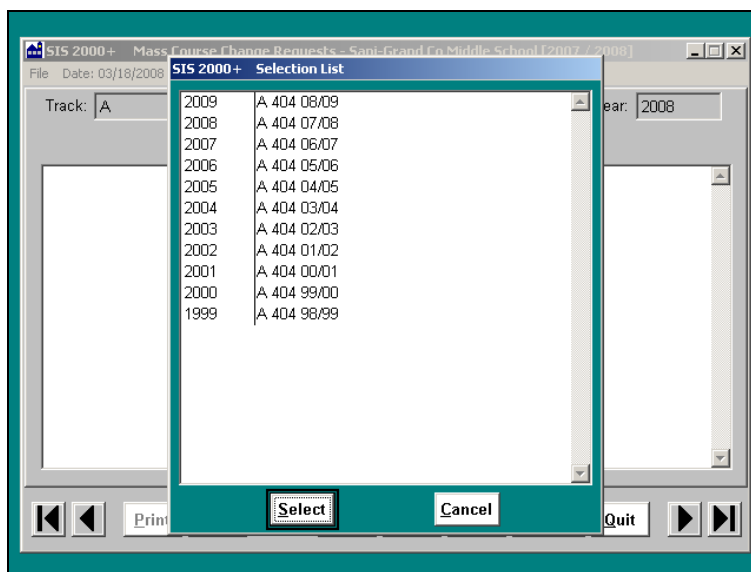 SIS 2000+ Mass Course Change Requests - Sani-Grand Co Middle School [2007 / 2008]
File Date: 03/18/2008
SIS 2000+ Selection List
Track: A
ear: 2008
2009 A 404 08/09
2008 A 404 07/08
2007 A 404 06/07
2006 A 404 05/06
2005 A 404 04/05
2004 A 404 03/04
2003 A 404 02/03
2002 A 404 01/02
2001 A 404 00/01
2000 A 404 99/00
1999 A 404 98/99
Print
Select
Cancel
Quit